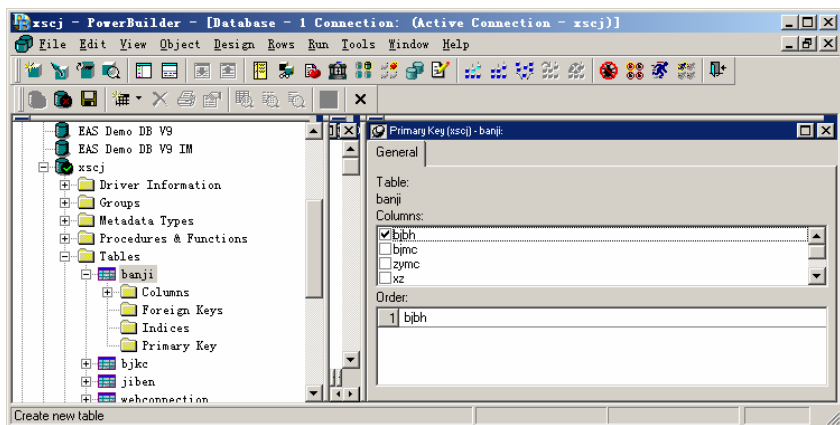 xscj - PowerBuilder - [Database - 1 Connection: (Active Connection - xscj)]
File Edit View Object Design Rows Run Tools Window Help
EAS Demo DB V9
EAS Demo DB V9 IM
xscj
Driver Information
Groups
Metadata Types
Procedures & Functions
Tables
banji
Columns
Foreign Keys
Indices
Primary Key
bjkc
jiben
webconnection
Primary Key (xscj) - banji:
General
Table:
banji
Columns:
bjbh
bjmc
zymc
xz
Order:
1 bjbh
Create new table